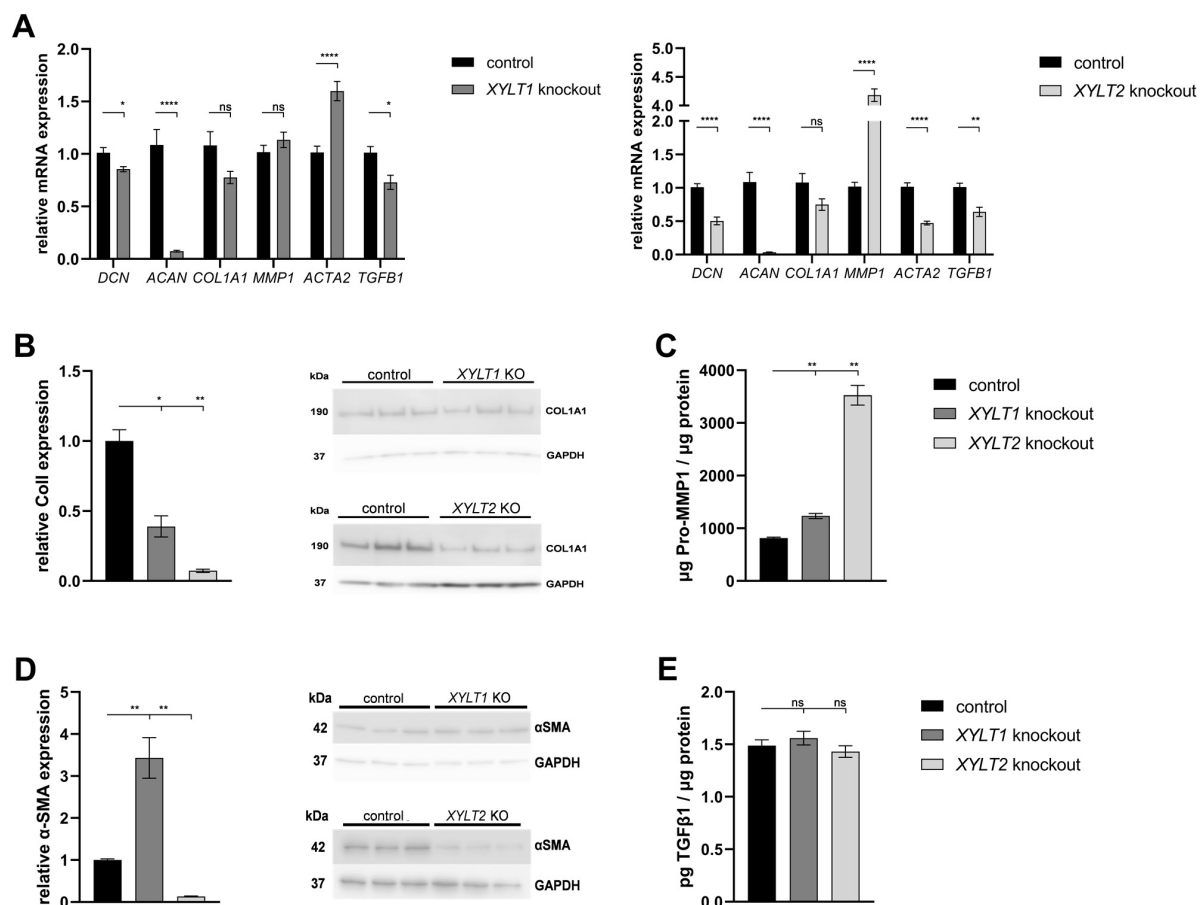 A
relative mRNA expression
2.0
1.5
1.0
0.5
0.0
* **** ns ns **** *
DCN ACAN COL1A1 MMP1 ACTA2 TGFB1
control
XYLT1 knockout
relative mRNA expression
5.0
4.5
4.0
2.0
1.5
1.0
0.5
0.0
**** **** ns **** **** **
DCN ACAN COL1A1 MMP1 ACTA2 TGFB1
control
XYLT2 knockout
B
relative ColI expression
1.5
1.0
0.5
0.0
* **
kDa control XYLT1 KO
190 COL1A1
37 GAPDH
control XYLT2 KO
kDa
190 COL1A1
37 GAPDH
C
µg Pro-MMP1 / µg protein
4000
3000
2000
1000
0
** **
control
XYLT1 knockout
XYLT2 knockout
D
relative α-SMA expression
5
4
3
2
1
0
** **
kDa control XYLT1 KO
42 αSMA
37 GAPDH
kDa control XYLT2 KO
42 αSMA
37 GAPDH
E
pg TGFβ1 / µg protein
2.0
1.5
1.0
0.5
0.0
ns ns
control
XYLT1 knockout
XYLT2 knockout